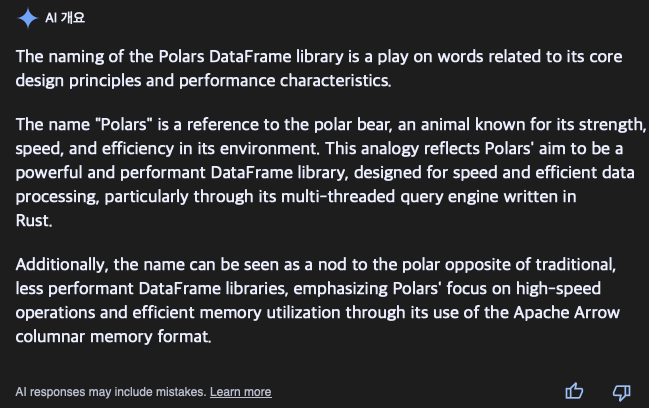 AI 개요
The naming of the Polars DataFrame library is a play on words related to its core
design principles and performance characteristics.
The name "Polars" is a reference to the polar bear, an animal known for its strength,
speed, and efficiency in its environment. This analogy reflects Polars' aim to be a
powerful and performant DataFrame library, designed for speed and efficient data
processing, particularly through its multi-threaded query engine written in
Rust.
Additionally, the name can be seen as a nod to the polar opposite of traditional,
less performant DataFrame libraries, emphasizing Polars' focus on high-speed
operations and efficient memory utilization through its use of the Apache Arrow
columnar memory format.
AI responses may include mistakes. Learn more